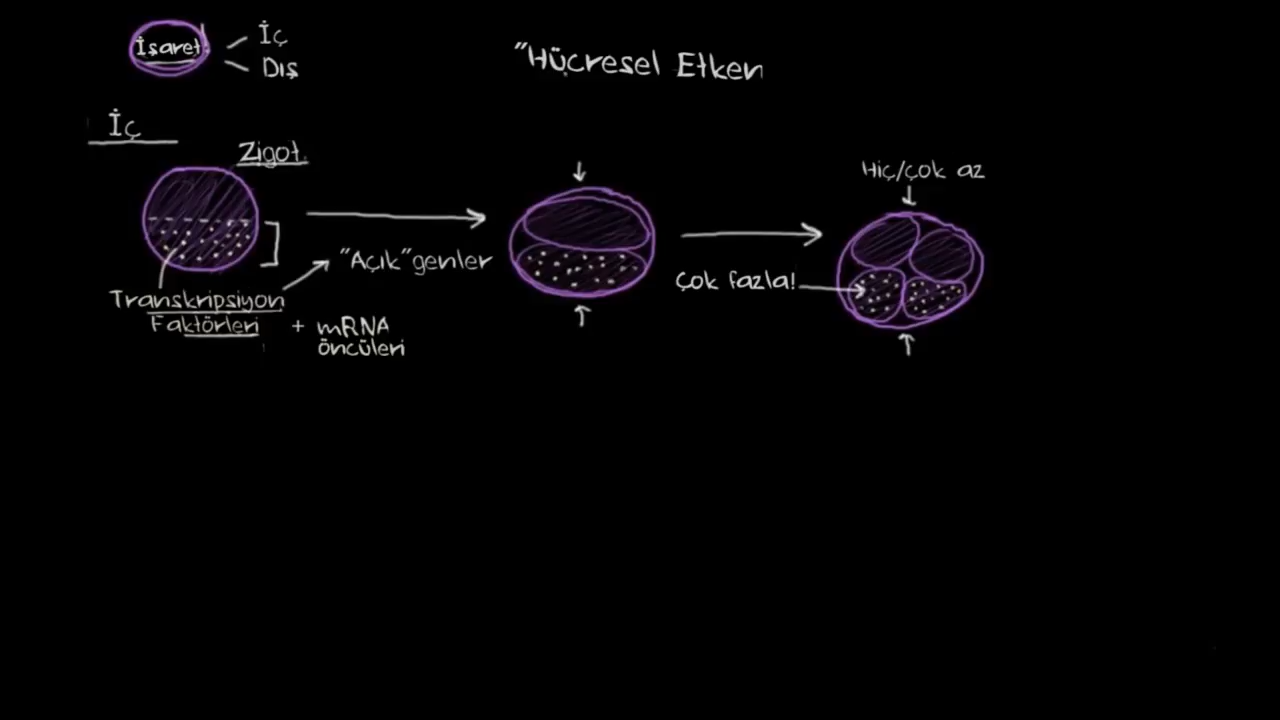 İşaret
İç
Dış
"Hücresel Etken
İç
Zigot
"Açık" genler
Transkripsiyon
Faktörleri + mRNA
öncüleri
Hiç/çok az
Çok fazla!